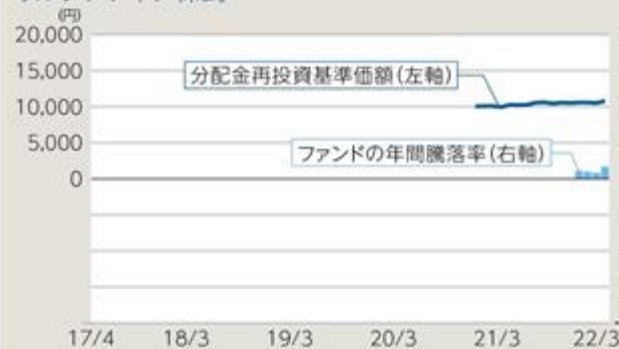 (円)
20,000
15,000
分配金再投資基準価額(左軸)
10,000
5,000
ファンドの年間騰落率(右軸)
0
17/4 18/3 19/3 20/3 21/3 22/3